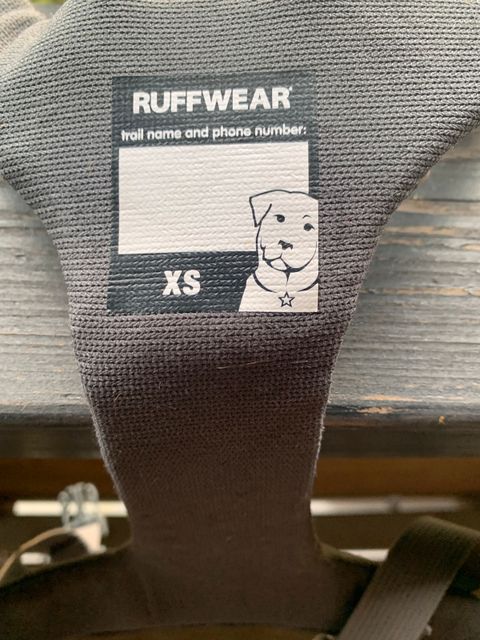 RUFFWEAR
trail name and phone number:
XS